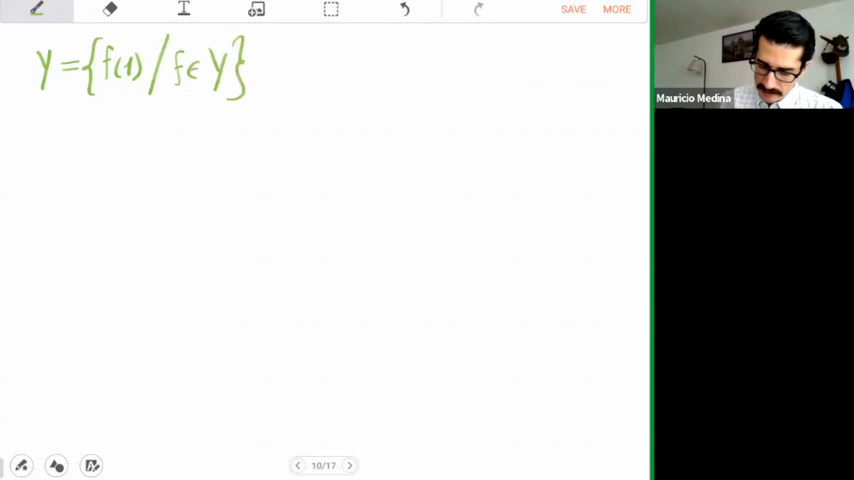 SAVE
MORE
Y = { f(1) / f ∈ Y }
Mauricio Medina
10/17